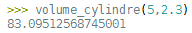 >>> volume_cylindre(5,2.3)
83.09512568745001